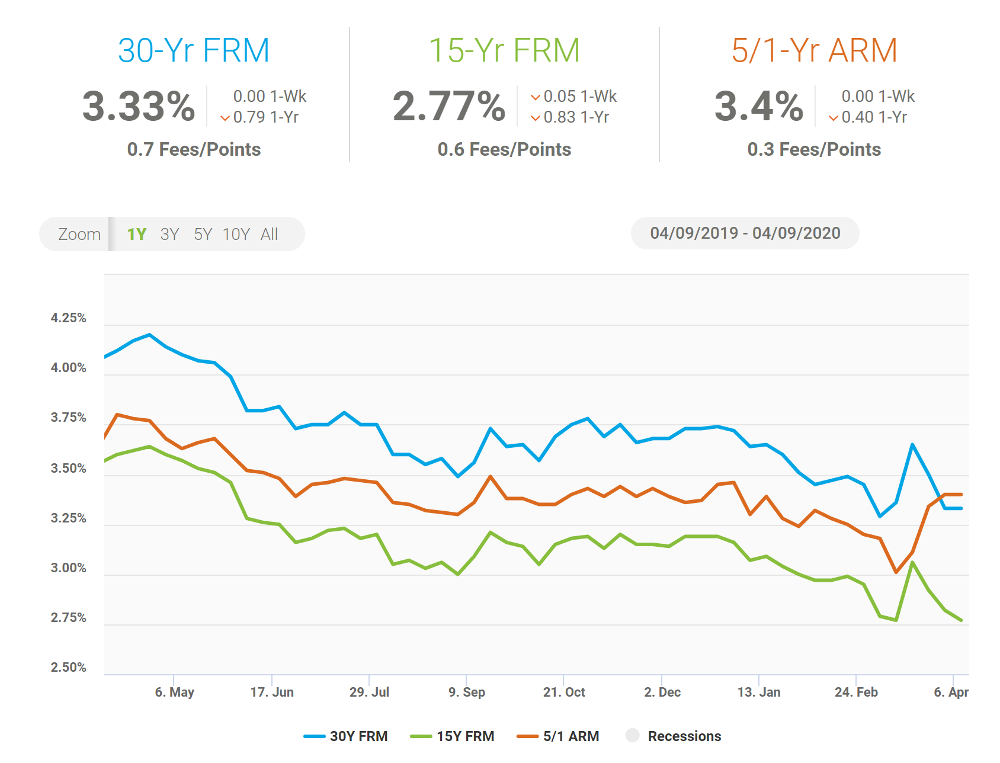 30-Yr FRM
3.33%
0.00 1-Wk
0.79 1-Yr
0.7 Fees/Points
15-Yr FRM
2.77%
0.05 1-Wk
0.83 1-Yr
0.6 Fees/Points
5/1-Yr ARM
3.4%
0.00 1-Wk
0.40 1-Yr
0.3 Fees/Points
Zoom 1Y 3Y 5Y 10Y All
04/09/2019 - 04/09/2020
4.25%
4.00%
3.75%
3.50%
3.25%
3.00%
2.75%
2.50%
6. May 17. Jun 29. Jul 9. Sep 21. Oct 2. Dec 13. Jan 24. Feb 6. Apr
30Y FRM 15Y FRM 5/1 ARM Recessions